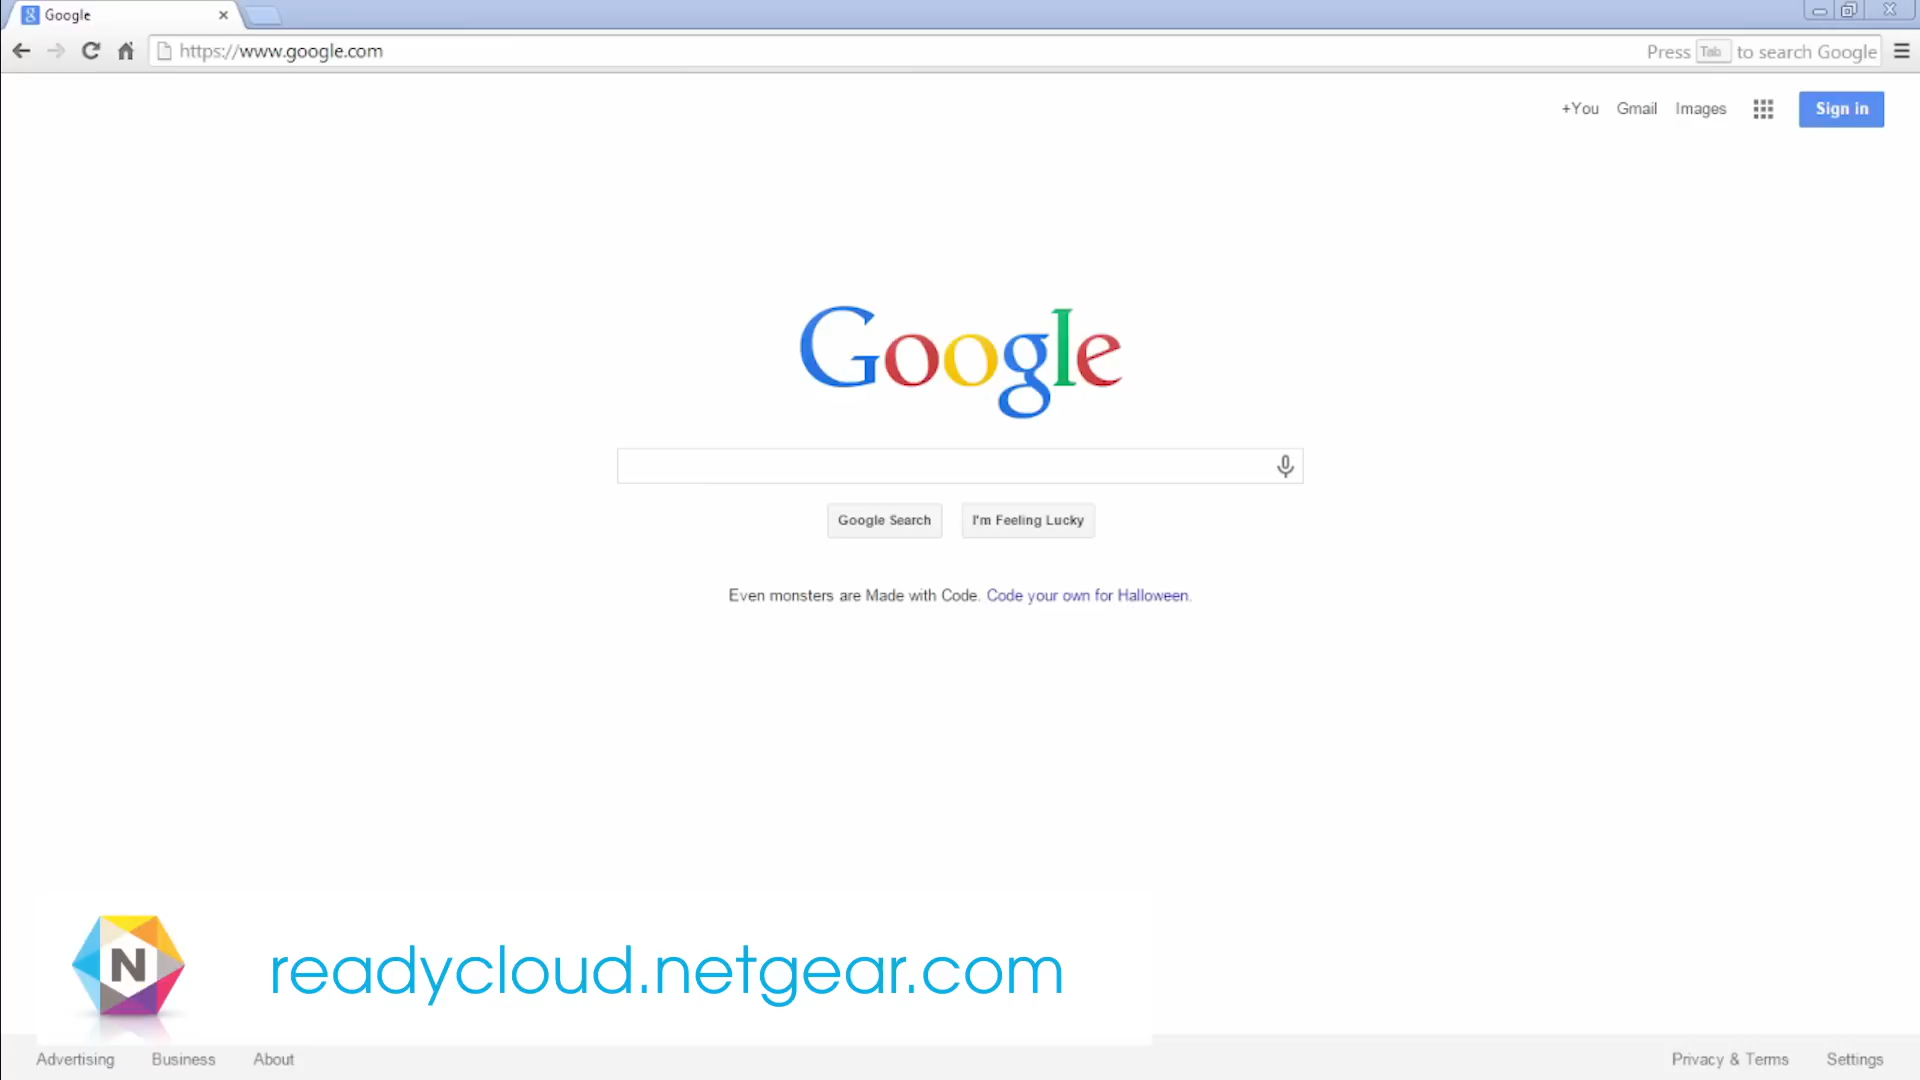 Google
https://www.google.com
Press Tab to search Google
+You Gmail Images Sign in
Google
Google Search I'm Feeling Lucky
Even monsters are Made with Code. Code your own for Halloween.
N
readycloud.netgear.com
Advertising Business About Privacy & Terms Settings